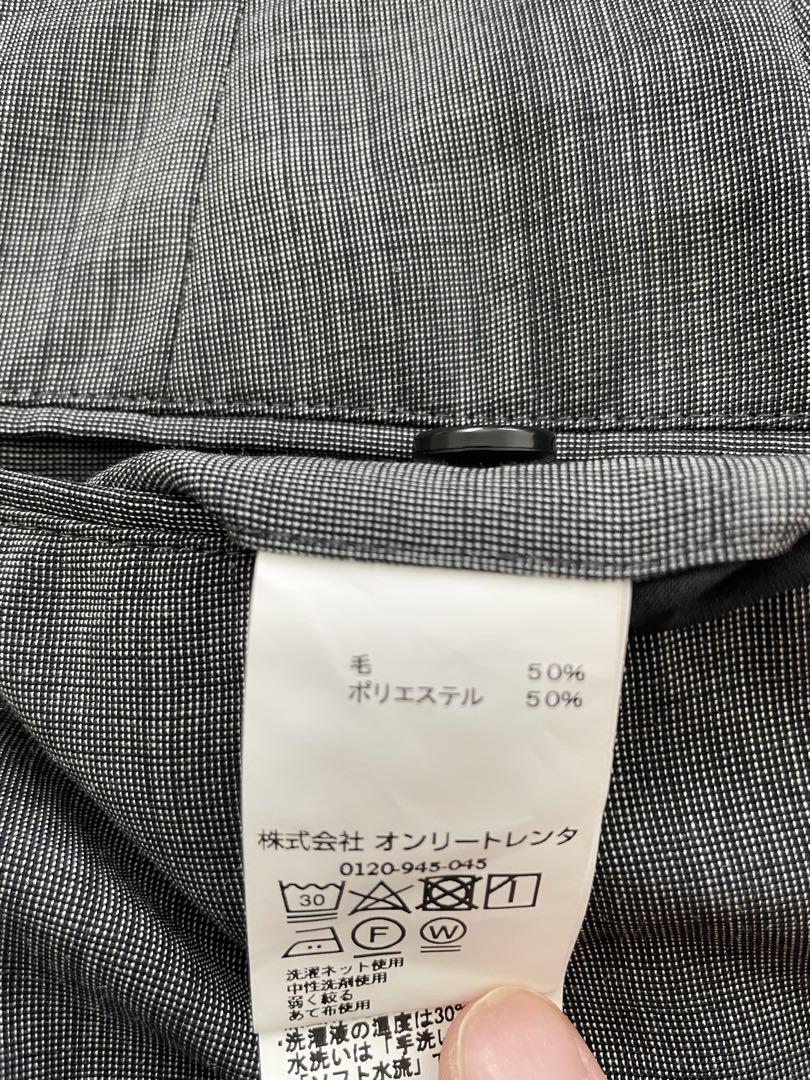 毛 50%
ポリエステル 50%
株式会社 オンリートレンタ
0120-945-045
30
F W
洗濯ネット使用
中性洗剤使用
弱く絞る
あて布使用
・洗濯液の温度は30%
水洗いは「手洗い
「ソフト水流」